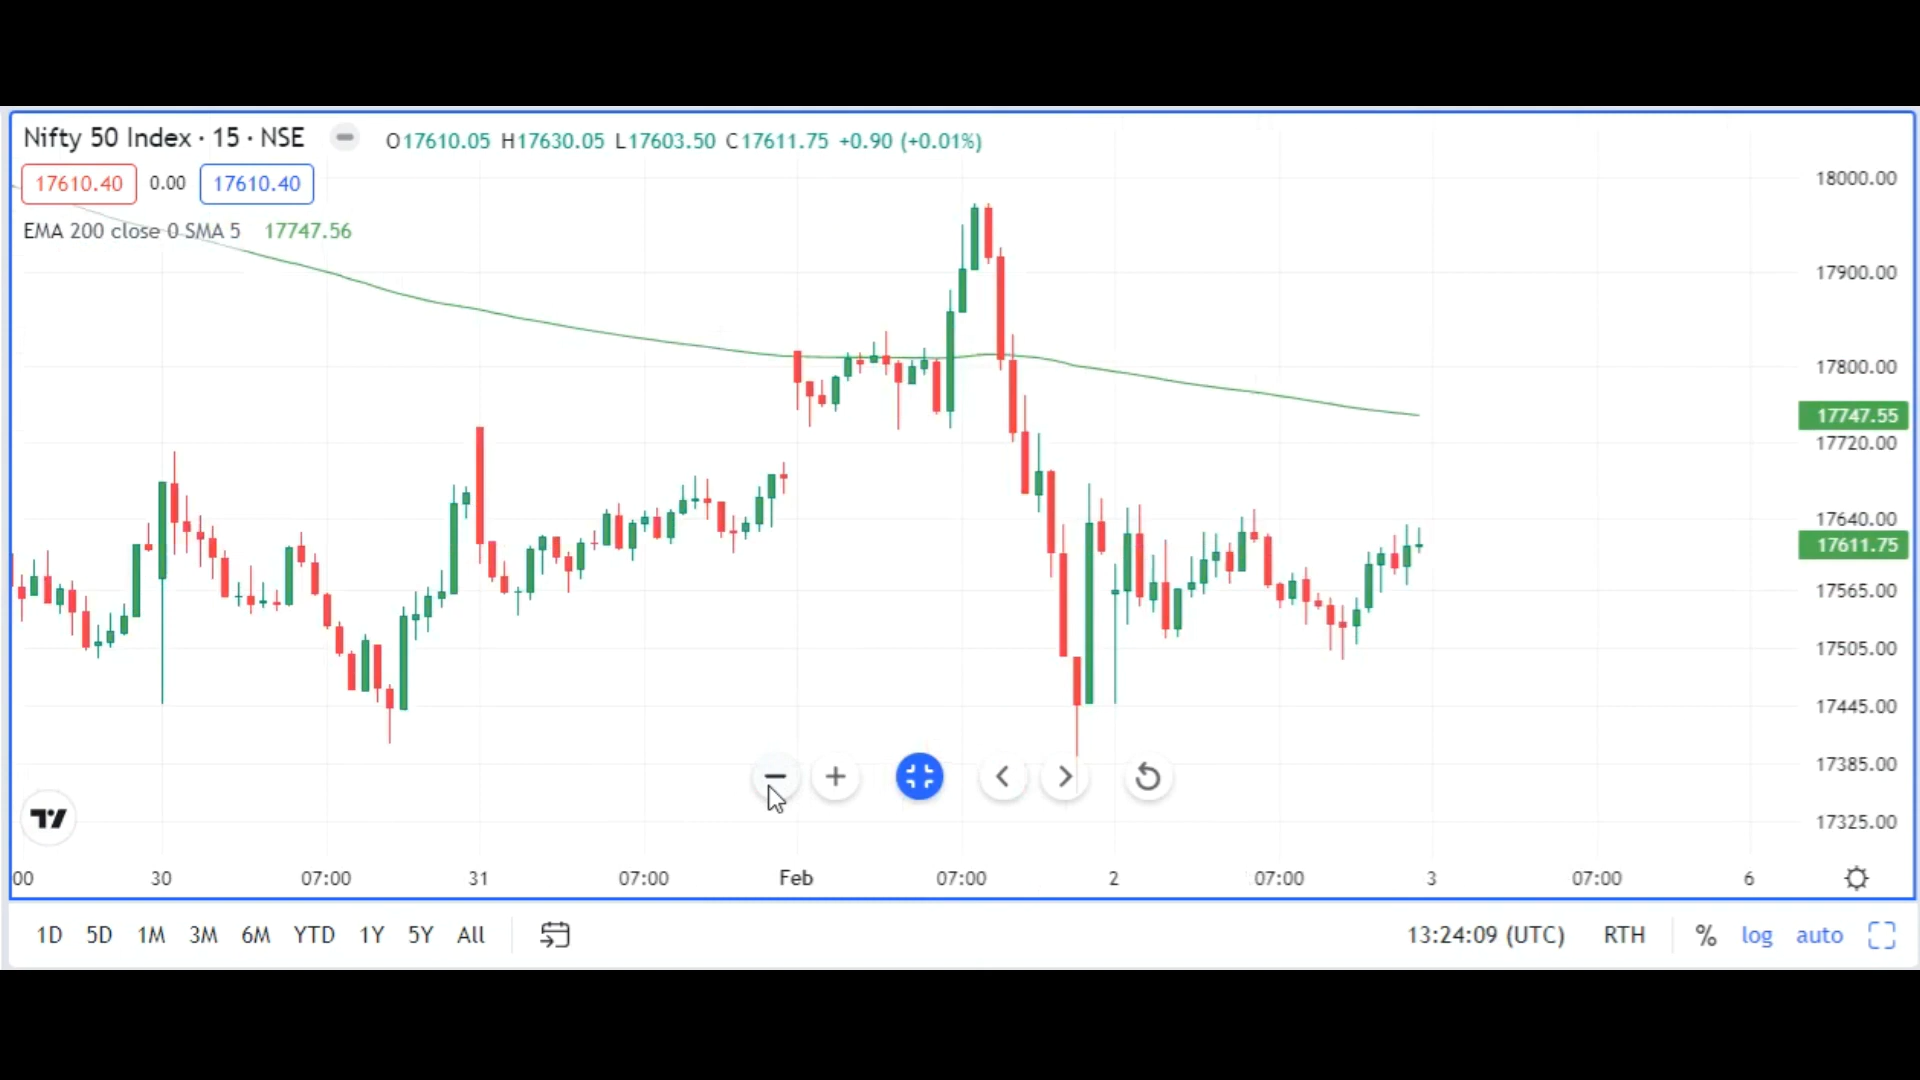 Nifty 50 Index · 15 · NSE O17610.05 H17630.05 L17603.50 C17611.75 +0.90 (+0.01%)
17610.40 0.00 17610.40
EMA 200 close 0 SMA 5 17747.56
18000.00
17900.00
17800.00
17747.55
17720.00
17640.00
17611.75
17565.00
17505.00
17445.00
17385.00
17325.00
00 30 07:00 31 07:00 Feb 07:00 2 07:00 3 07:00 6
1D 5D 1M 3M 6M YTD 1Y 5Y All 13:24:09 (UTC) RTH % log auto